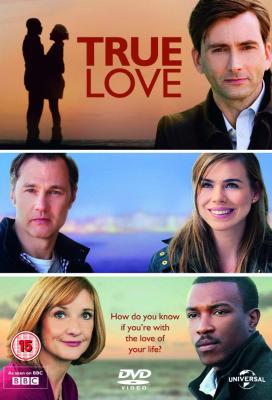 TRUE
LOVE
How do you know
if you're with
the love of
your life?
15
As seen on BBC
BBC
DVD
VIDEO
UNIVERSAL